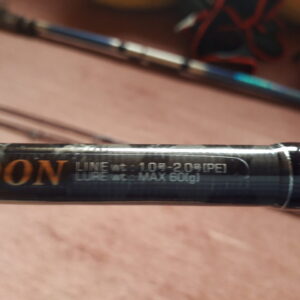 ON
LINE wt : 1.0号-2.0号[PE]
LURE wt : MAX 60[g]